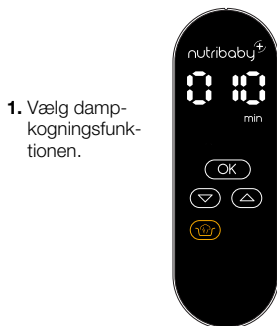 1. Vælg damp-
kogningsfunk-
tionen.
nutribaby+
0 10
min
OK